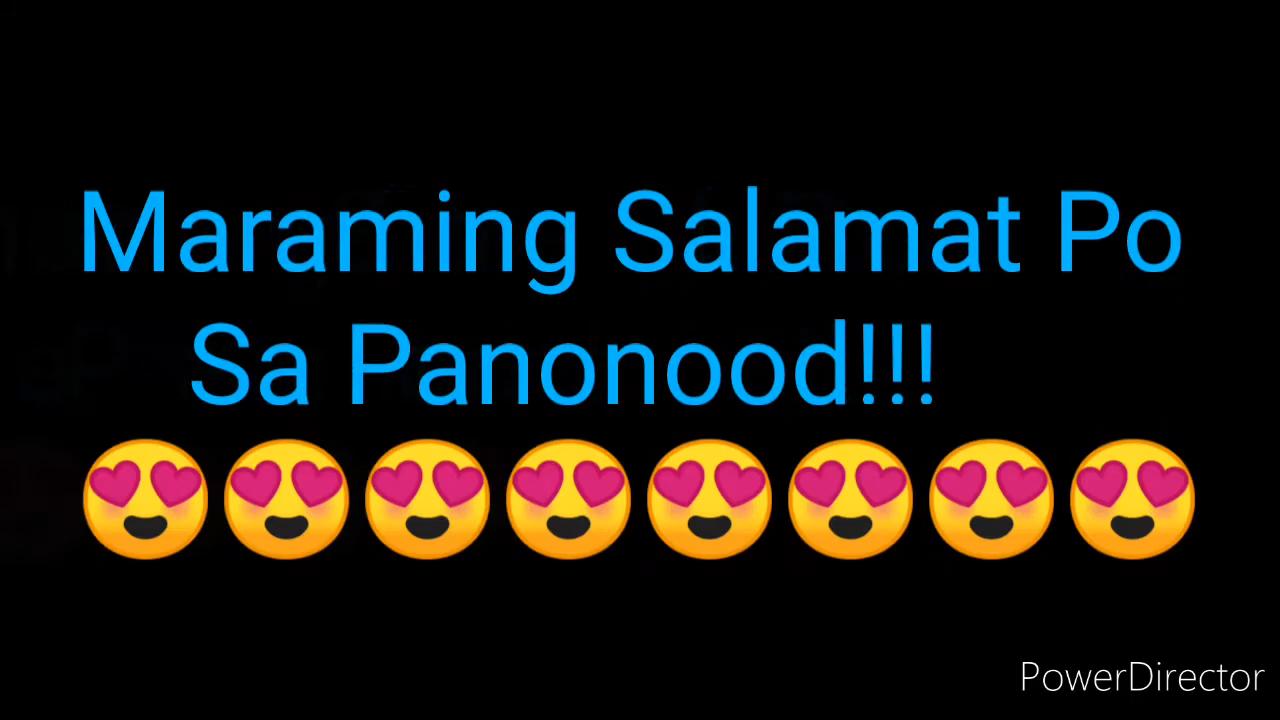 Maraming Salamat Po
Sa Panonood!!!
😍😍😍😍😍😍😍😍
PowerDirector